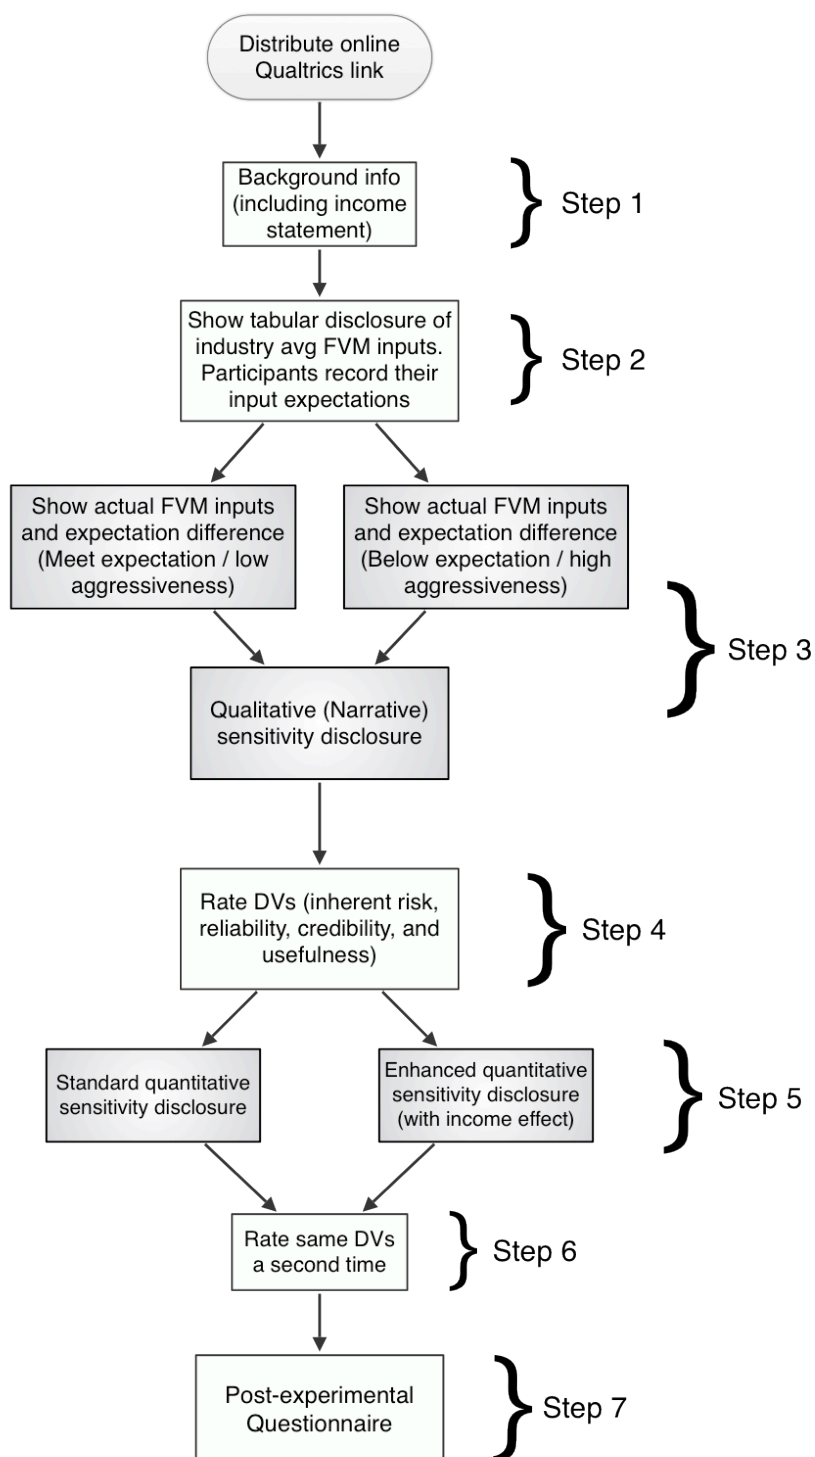 Distribute online
Qualtrics link
Background info
(including income
statement)
Step 1
Show tabular disclosure of
industry avg FVM inputs.
Participants record their
input expectations
Step 2
Show actual FVM inputs
and expectation difference
(Meet expectation / low
aggressiveness)
Show actual FVM inputs
and expectation difference
(Below expectation / high
aggressiveness)
Step 3
Qualitative (Narrative)
sensitivity disclosure
Rate DVs (inherent risk,
reliability, credibility, and
usefulness)
Step 4
Standard quantitative
sensitivity disclosure
Enhanced quantitative
sensitivity disclosure
(with income effect)
Step 5
Rate same DVs
a second time
Step 6
Post-experimental
Questionnaire
Step 7